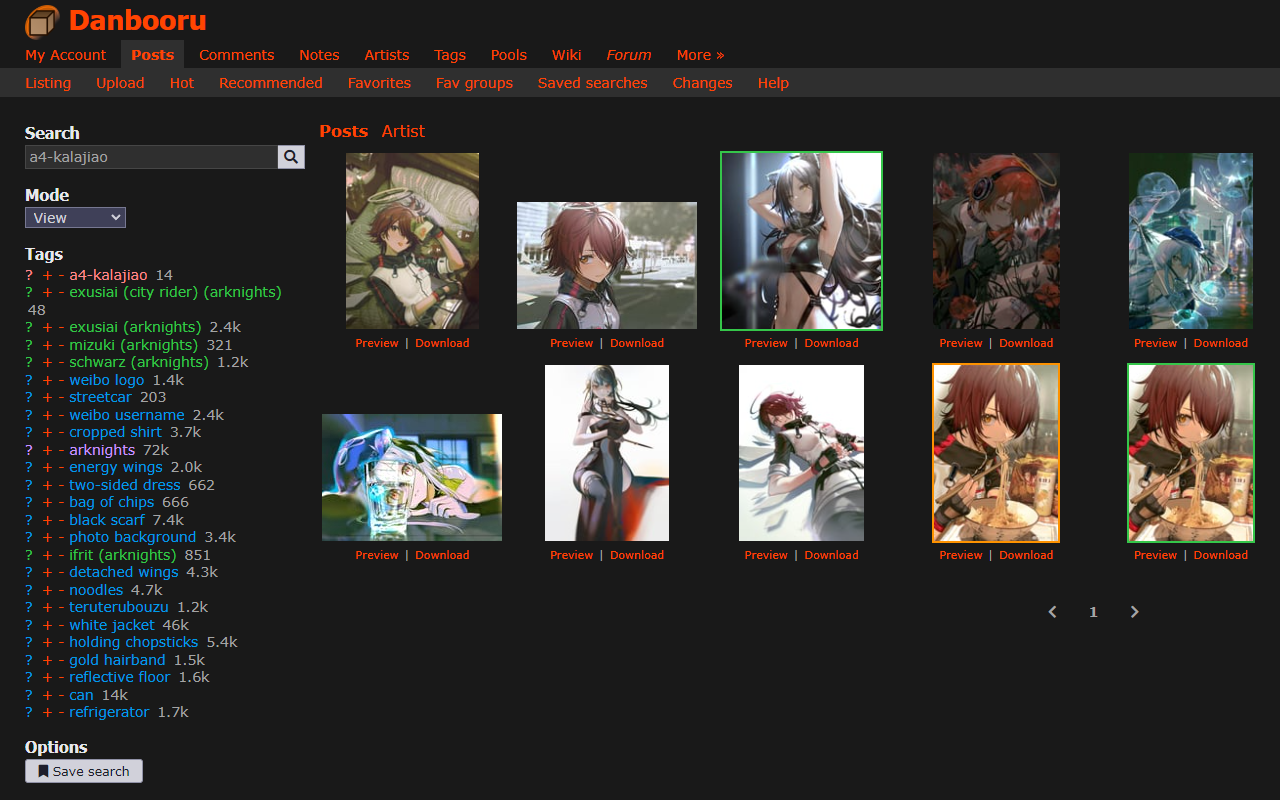 Danbooru
My Account Posts Comments Notes Artists Tags Pools Wiki Forum More »
Listing Upload Hot Recommended Favorites Fav groups Saved searches Changes Help
Search
a4-kalajiao
Mode
View
Tags
? + - a4-kalajiao 14
? + - exusiai (city rider) (arknights)
48
? + - exusiai (arknights) 2.4k
? + - mizuki (arknights) 321
? + - schwarz (arknights) 1.2k
? + - weibo logo 1.4k
? + - streetcar 203
? + - weibo username 2.4k
? + - cropped shirt 3.7k
? + - arknights 72k
? + - energy wings 2.0k
? + - two-sided dress 662
? + - bag of chips 666
? + - black scarf 7.4k
? + - photo background 3.4k
? + - ifrit (arknights) 851
? + - detached wings 4.3k
? + - noodles 4.7k
? + - teruterubouzu 1.2k
? + - white jacket 46k
? + - holding chopsticks 5.4k
? + - gold hairband 1.5k
? + - reflective floor 1.6k
? + - can 14k
? + - refrigerator 1.7k
Options
Save search
Posts Artist
Preview | Download Preview | Download Preview | Download Preview | Download Preview | Download
Preview | Download Preview | Download Preview | Download Preview | Download Preview | Download
1